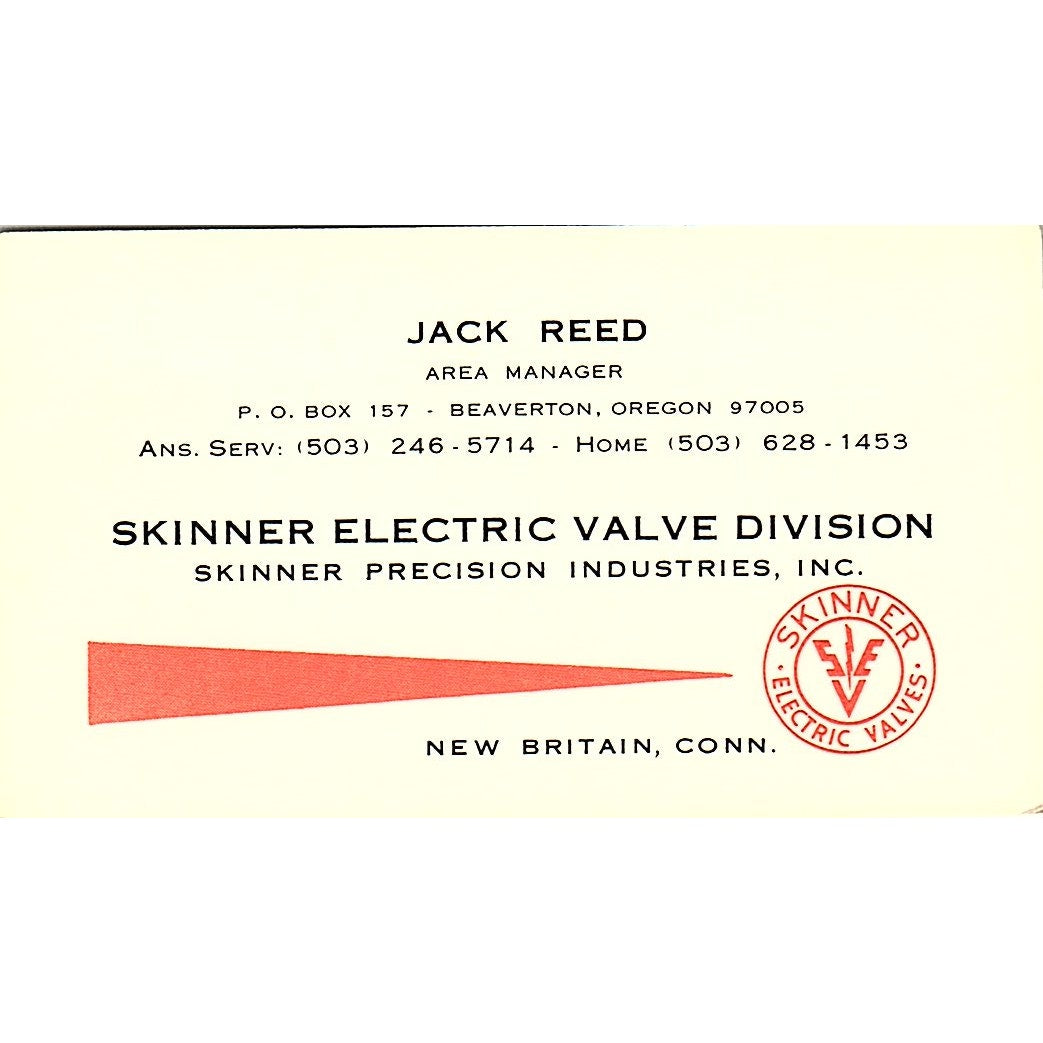 JACK REED
AREA MANAGER
P. O. BOX 157 - BEAVERTON, OREGON 97005
ANS. SERV: (503) 246-5714 - HOME (503) 628-1453
SKINNER ELECTRIC VALVE DIVISION
SKINNER PRECISION INDUSTRIES, INC.
SKINNER
SEV
· ELECTRIC VALVES ·
NEW BRITAIN, CONN.